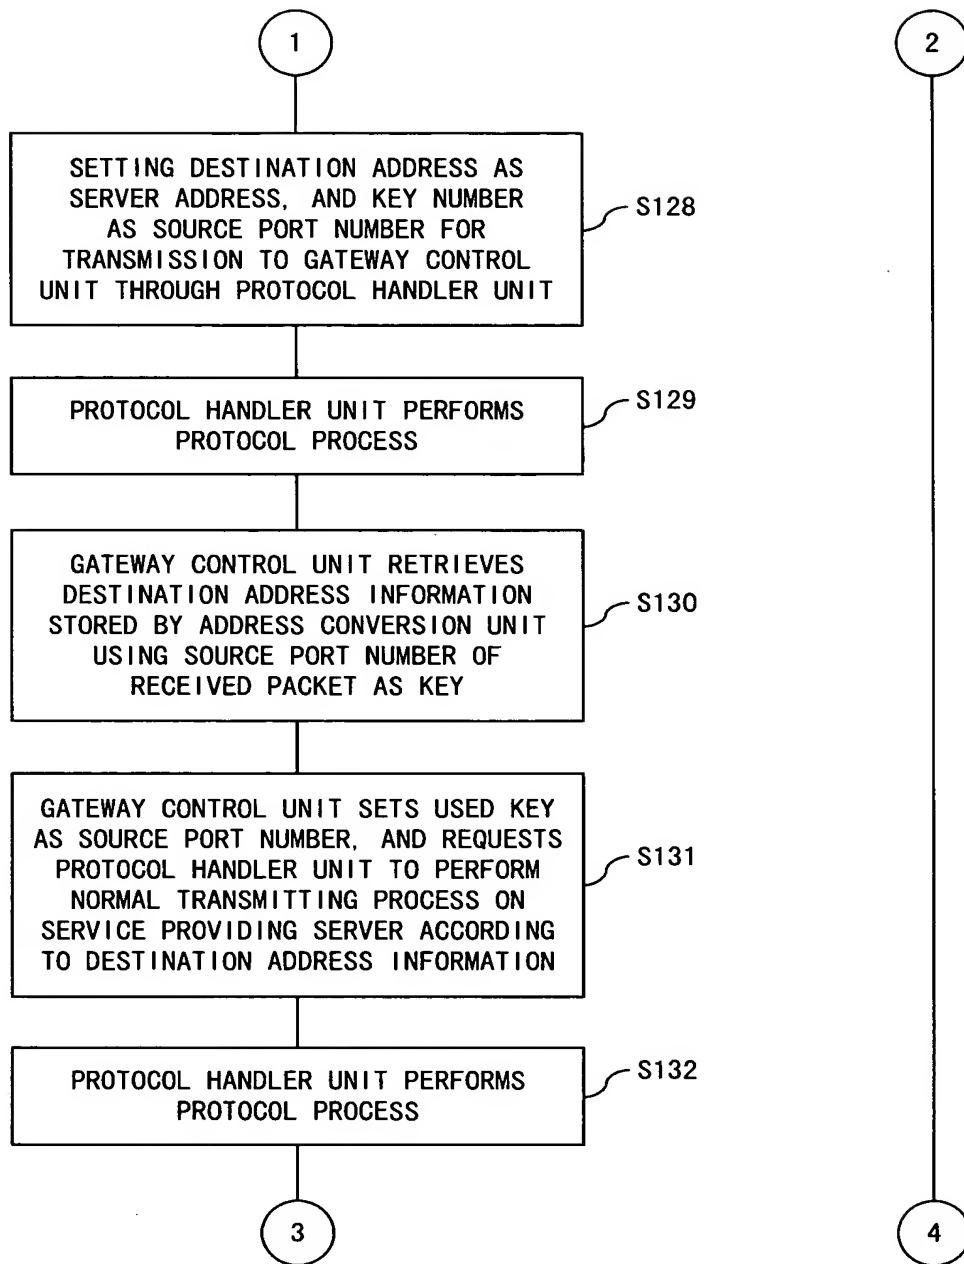 1
2
SETTING DESTINATION ADDRESS AS
SERVER ADDRESS, AND KEY NUMBER
AS SOURCE PORT NUMBER FOR
TRANSMISSION TO GATEWAY CONTROL
UNIT THROUGH PROTOCOL HANDLER UNIT
S128
PROTOCOL HANDLER UNIT PERFORMS
PROTOCOL PROCESS
S129
GATEWAY CONTROL UNIT RETRIEVES
DESTINATION ADDRESS INFORMATION
STORED BY ADDRESS CONVERSION UNIT
USING SOURCE PORT NUMBER OF
RECEIVED PACKET AS KEY
S130
GATEWAY CONTROL UNIT SETS USED KEY
AS SOURCE PORT NUMBER, AND REQUESTS
PROTOCOL HANDLER UNIT TO PERFORM
NORMAL TRANSMITTING PROCESS ON
SERVICE PROVIDING SERVER ACCORDING
TO DESTINATION ADDRESS INFORMATION
S131
PROTOCOL HANDLER UNIT PERFORMS
PROTOCOL PROCESS
S132
3
4